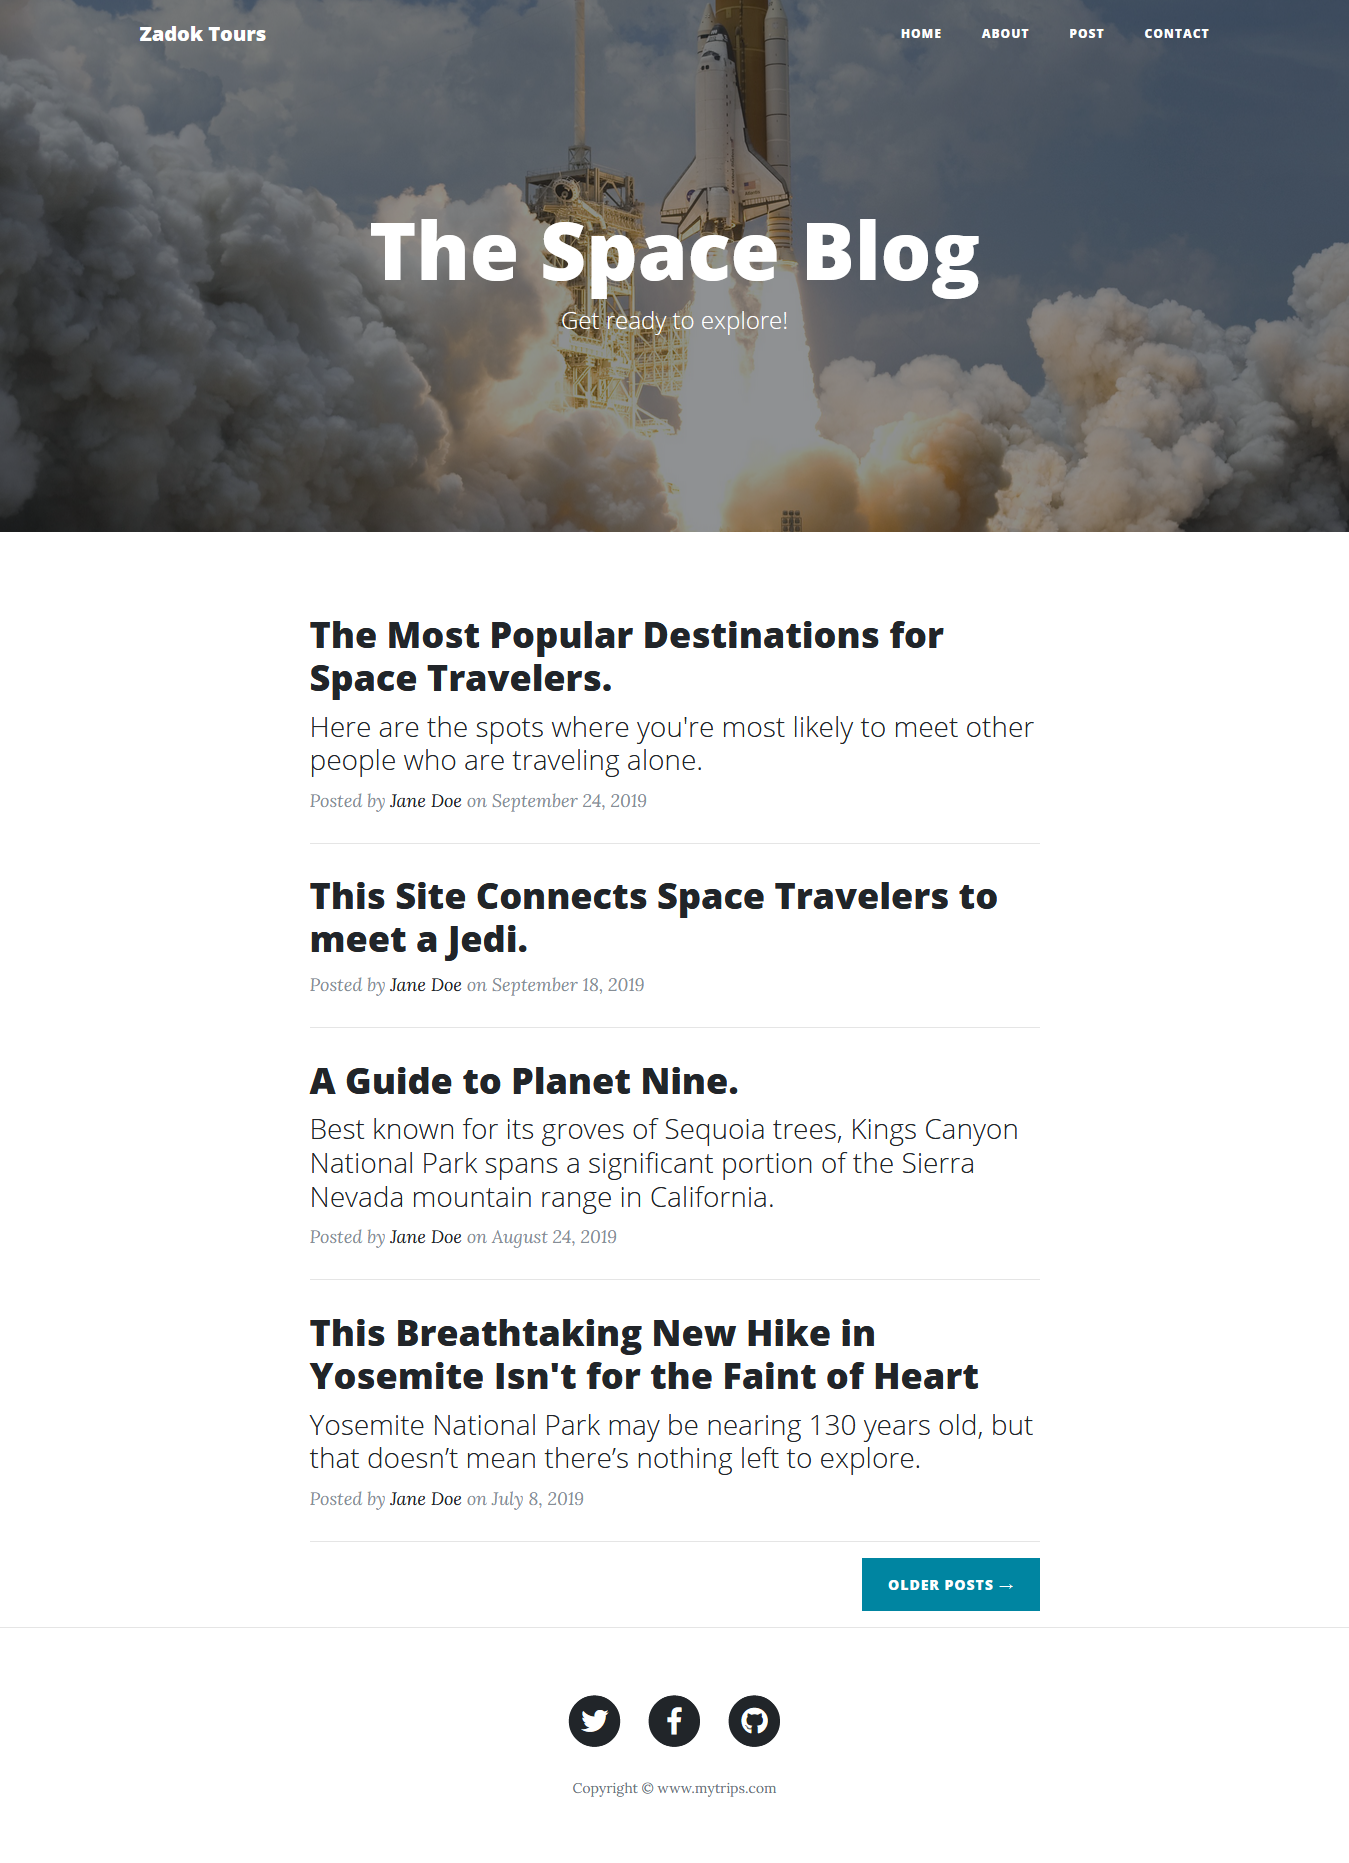 Zadok Tours
HOME ABOUT POST CONTACT
The Space Blog
Get ready to explore!
The Most Popular Destinations for
Space Travelers.
Here are the spots where you're most likely to meet other
people who are traveling alone.
Posted by Jane Doe on September 24, 2019
This Site Connects Space Travelers to
meet a Jedi.
Posted by Jane Doe on September 18, 2019
A Guide to Planet Nine.
Best known for its groves of Sequoia trees, Kings Canyon
National Park spans a significant portion of the Sierra
Nevada mountain range in California.
Posted by Jane Doe on August 24, 2019
This Breathtaking New Hike in
Yosemite Isn't for the Faint of Heart
Yosemite National Park may be nearing 130 years old, but
that doesn’t mean there’s nothing left to explore.
Posted by Jane Doe on July 8, 2019
OLDER POSTS →
Copyright © www.mytrips.com